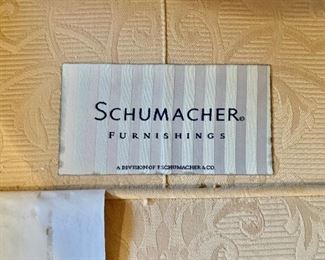 SCHUMACHER®
FURNISHINGS
A DIVISION OF F. SCHUMACHER & CO.